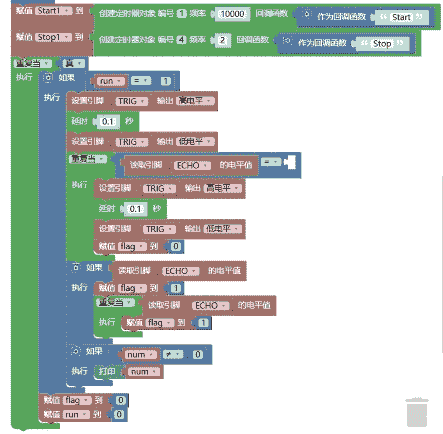 赋值 Start1 到 创建定时器对象 编号 1 频率 10000 回调函数 作为回调函数 “ Start ”
赋值 Stop1 到 创建定时器对象 编号 4 频率 2 回调函数 作为回调函数 “ Stop ”
重复当 真
执行 如果 run = 1
执行 设置引脚 TRIG 输出 高电平
延时 0.1 秒
设置引脚 TRIG 输出 低电平
重复当 读取引脚 ECHO 的电平值 =
执行 设置引脚 TRIG 输出 高电平
延时 0.1 秒
设置引脚 TRIG 输出 低电平
赋值 flag 到 0
如果 读取引脚 ECHO 的电平值
执行 赋值 flag 到 1
重复当 读取引脚 ECHO 的电平值
执行 赋值 flag 到 1
如果 num ≠ 0
执行 打印 num
赋值 flag 到 0
赋值 run 到 0